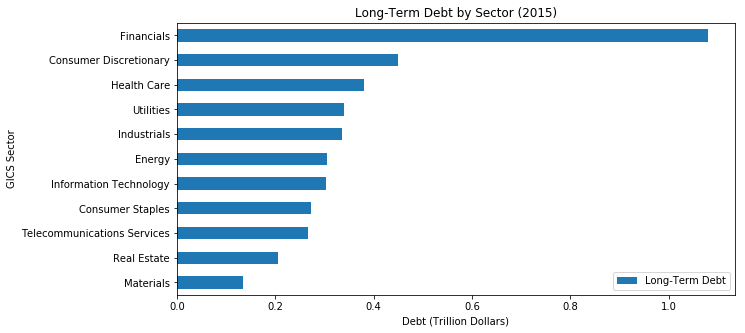 Long-Term Debt by Sector (2015)
Financials
Consumer Discretionary
Health Care
Utilities
Industrials
Energy
Information Technology
Consumer Staples
Telecommunications Services
Real Estate
Materials
GICS Sector
Long-Term Debt
0.0 0.2 0.4 0.6 0.8 1.0
Debt (Trillion Dollars)